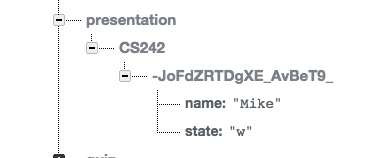 presentation
CS242
-JoFdZRTDgXE_AvBeT9_
name: "Mike"
state: "w"